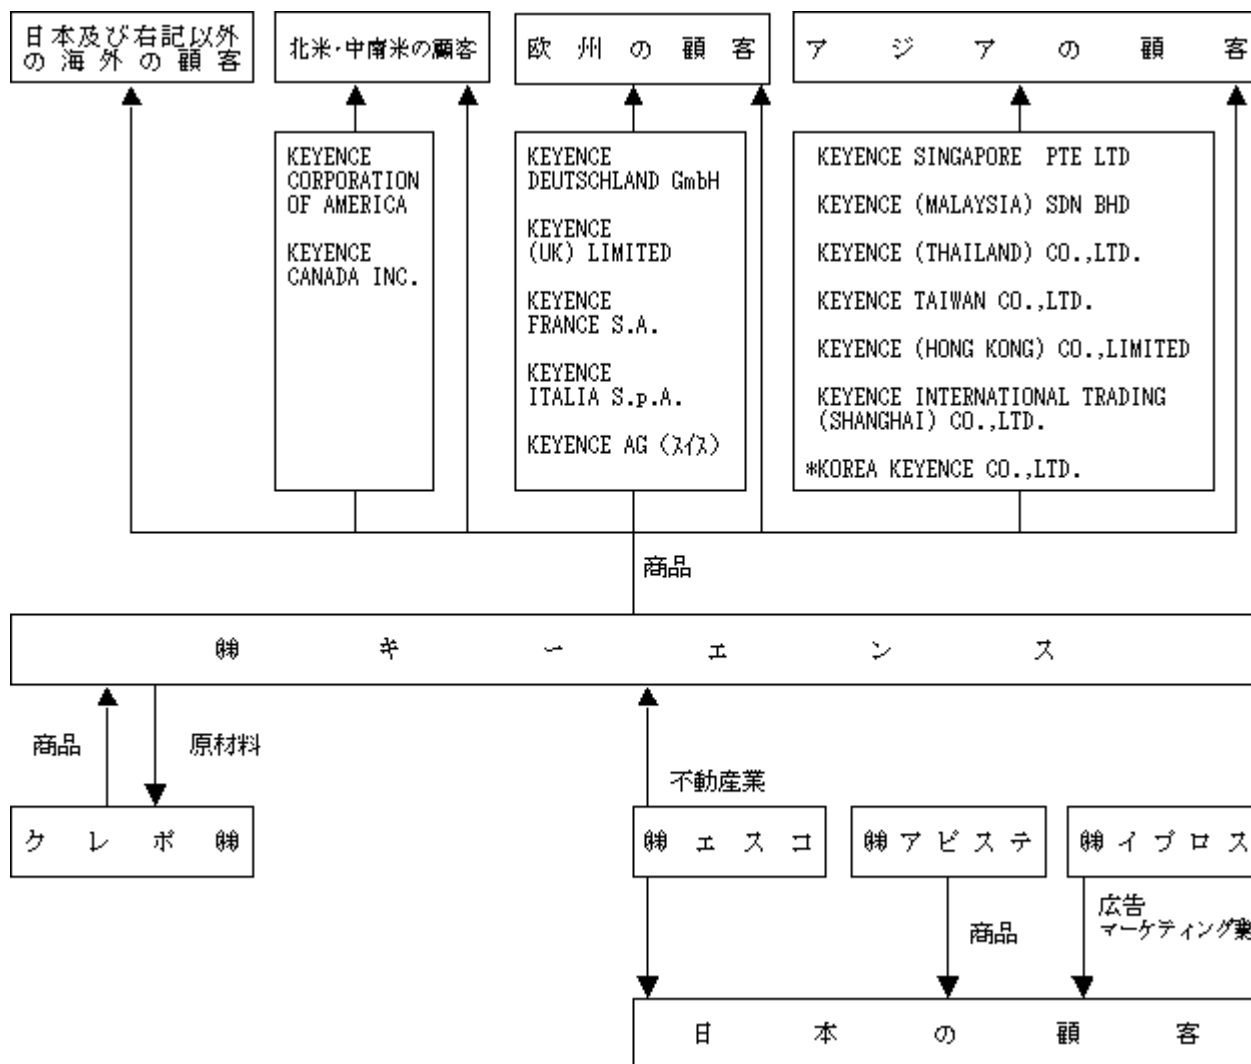 日本及び右記以外
の海外の顧客
北米・中南米の顧客
欧州の顧客
アジアの顧客
KEYENCE
CORPORATION
OF AMERICA
KEYENCE
CANADA INC.
KEYENCE
DEUTSCHLAND GmbH
KEYENCE
(UK) LIMITED
KEYENCE
FRANCE S.A.
KEYENCE
ITALIA S.p.A.
KEYENCE AG (ｽｲｽ)
KEYENCE SINGAPORE PTE LTD
KEYENCE (MALAYSIA) SDN BHD
KEYENCE (THAILAND) CO.,LTD.
KEYENCE TAIWAN CO.,LTD.
KEYENCE (HONG KONG) CO.,LIMITED
KEYENCE INTERNATIONAL TRADING
(SHANGHAI) CO.,LTD.
*KOREA KEYENCE CO.,LTD.
商品
㈱キーエンス
商品
原材料
不動産業
クレボ㈱
㈱エスコ
㈱アビステ
㈱イプロス
商品
広告
マーケティング業
日本の顧客